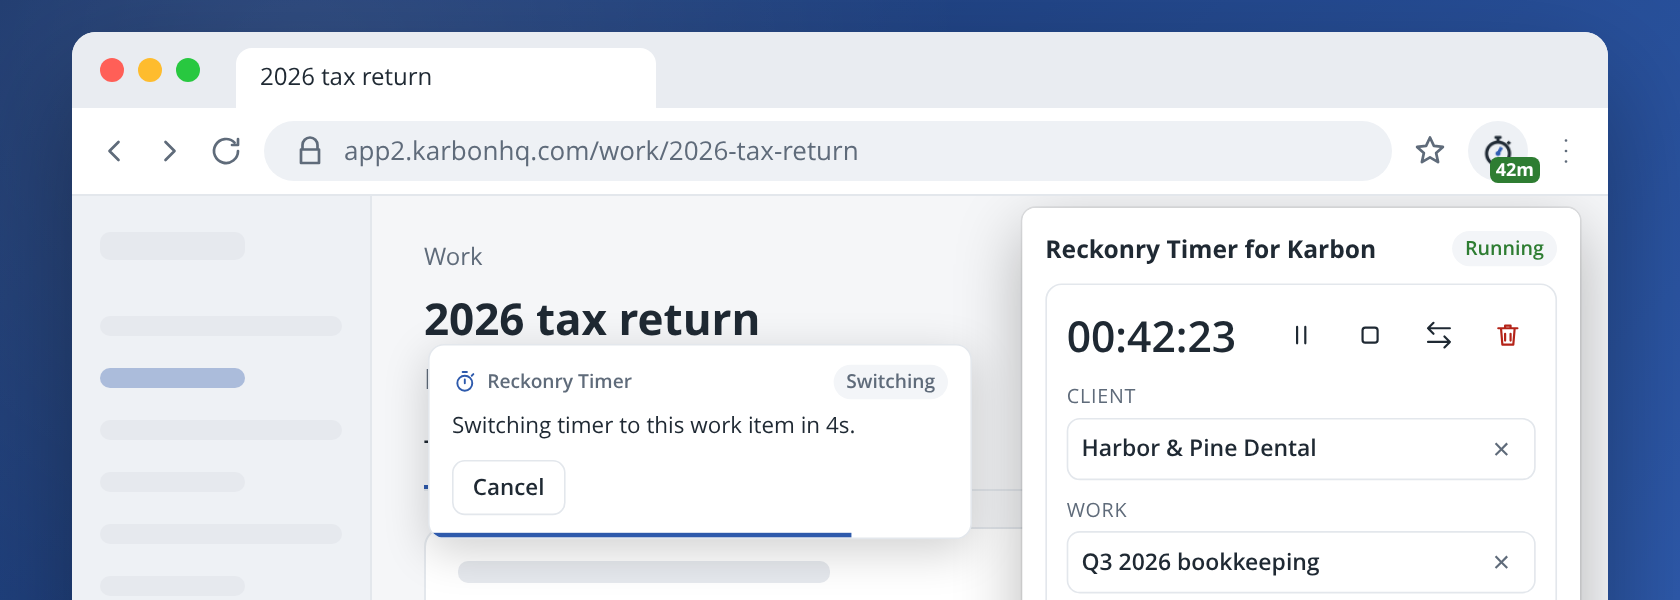 2026 tax return
app2.karbonhq.com/work/2026-tax-return
42m
Work
2026 tax return
Reckonry Timer
Switching
Switching timer to this work item in 4s.
Cancel
Reckonry Timer for Karbon
Running
00:42:23
CLIENT
Harbor & Pine Dental
WORK
Q3 2026 bookkeeping